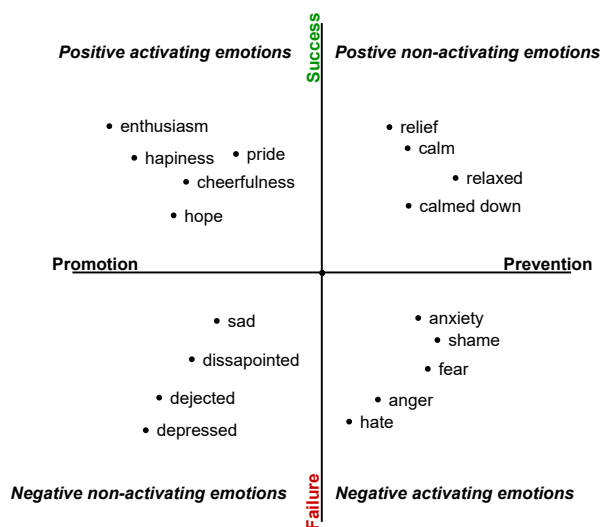 Positive activating emotions
Success
Postive non-activating emotions
enthusiasm
hapiness
pride
cheerfulness
hope
relief
calm
relaxed
calmed down
Promotion
Prevention
sad
dissapointed
dejected
depressed
anxiety
shame
fear
anger
hate
Negative non-activating emotions
Failure
Negative activating emotions